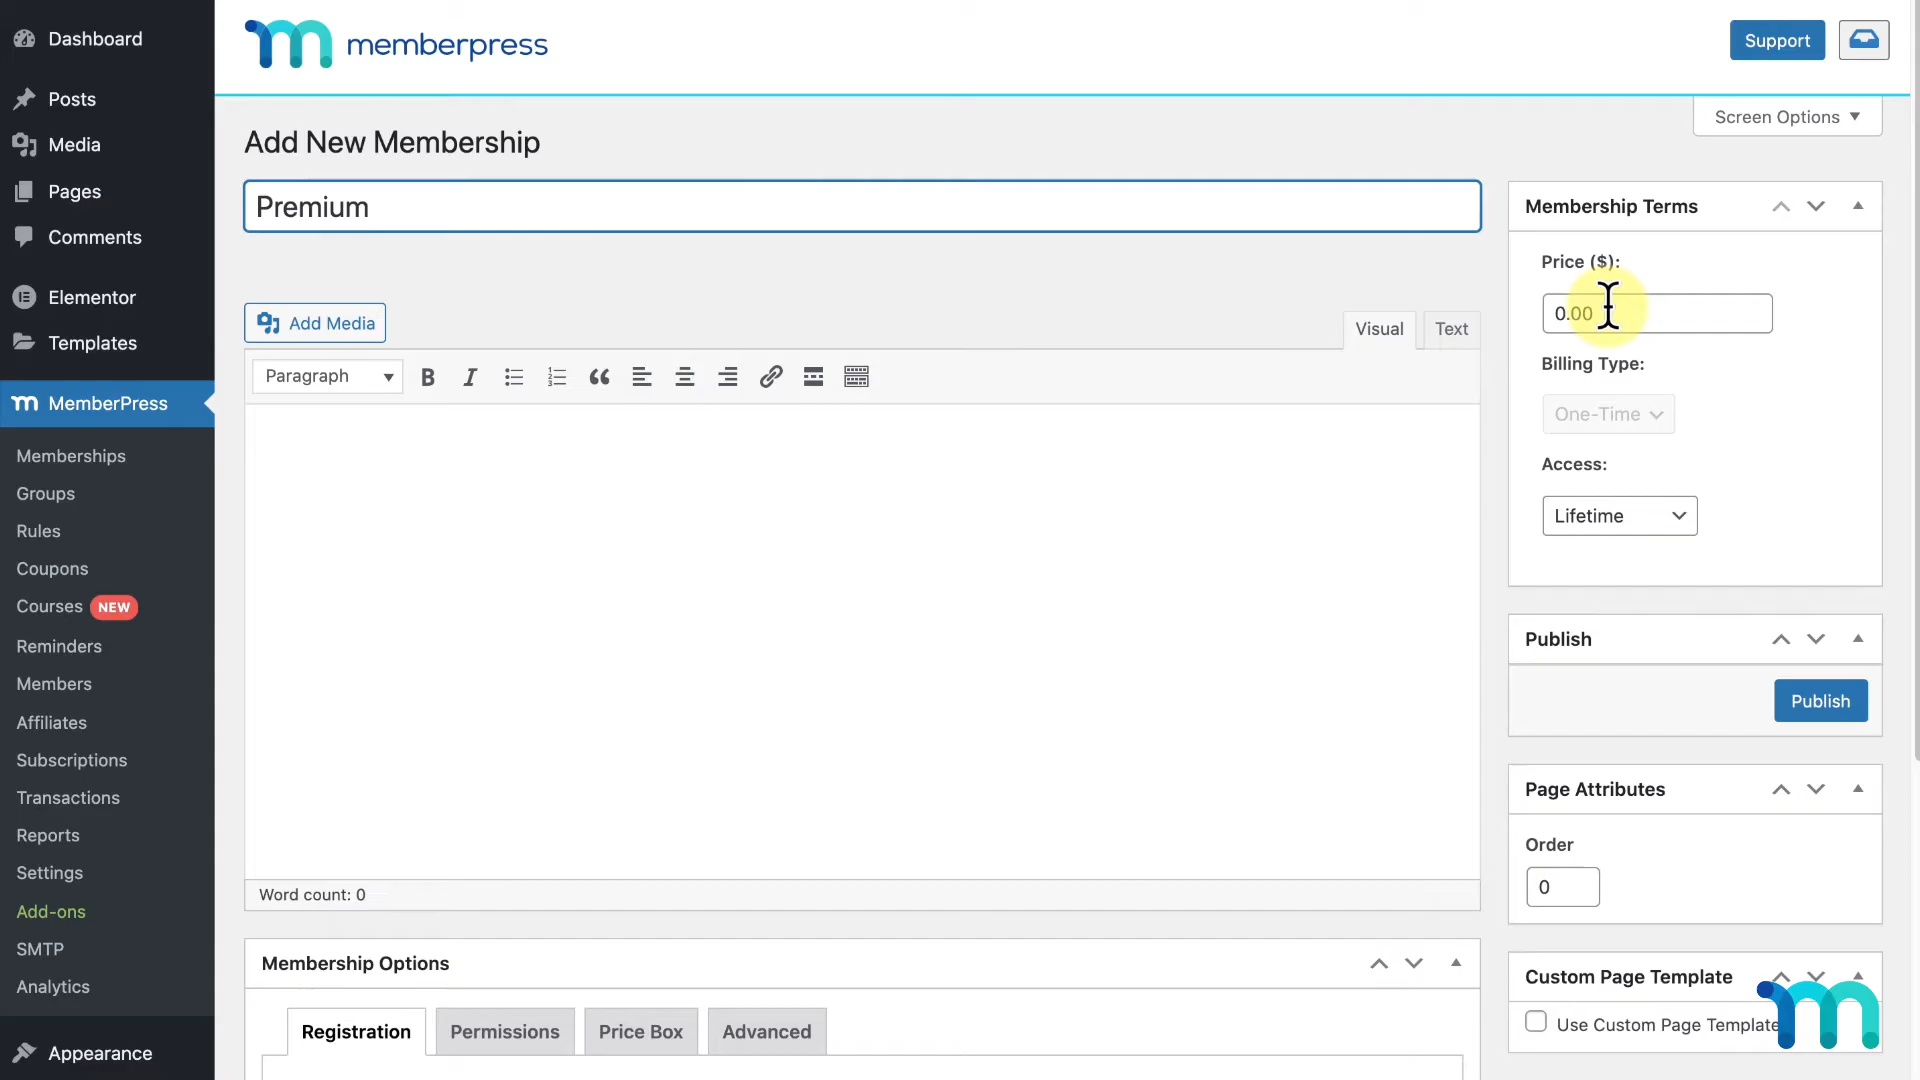 Dashboard
Posts
Media
Pages
Comments
Elementor
Templates
MemberPress
Memberships
Groups
Rules
Coupons
Courses NEW
Reminders
Members
Affiliates
Subscriptions
Transactions
Reports
Settings
Add-ons
SMTP
Analytics
Appearance
memberpress
Support
Screen Options
Add New Membership
Premium
Add Media
Visual
Text
Paragraph
Word count: 0
Membership Options
Registration
Permissions
Price Box
Advanced
Membership Terms
Price ($):
0.00
Billing Type:
One-Time
Access:
Lifetime
Publish
Publish
Page Attributes
Order
0
Custom Page Template
Use Custom Page Template